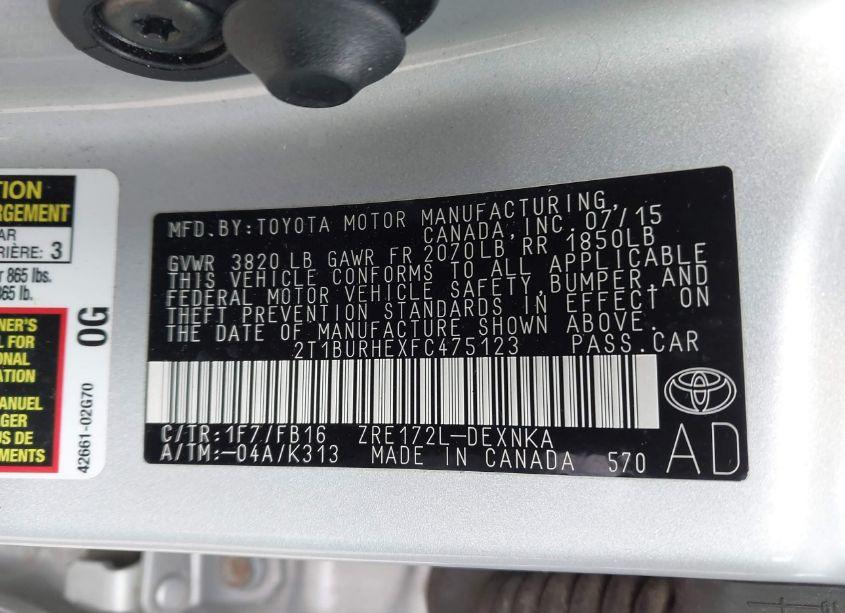 TION
RGEMENT
AR
RIÈRE: 3
r 865 lbs.
865 lb.
NER'S
L FOR
ONAL
ATION
ANUEL
GER
US DE
EMENTS
0G
42661-02G70
MFD.BY:TOYOTA MOTOR MANUFACTURING,
CANADA,INC.07/15
GVWR 3820 LB GAWR FR 2070LB RR 1850LB
THIS VEHICLE CONFORMS TO ALL APPLICABLE
FEDERAL MOTOR VEHICLE SAFETY,BUMPER,AND
THEFT PREVENTION STANDARDS IN EFFECT ON
THE DATE OF MANUFACTURE SHOWN ABOVE.
2T1BURHEXFC475123 PASS.CAR
C/TR:1F7/FB16 ZRE172L-DEXNKA
A/TM:-04A/K313 MADE IN CANADA 570
AD